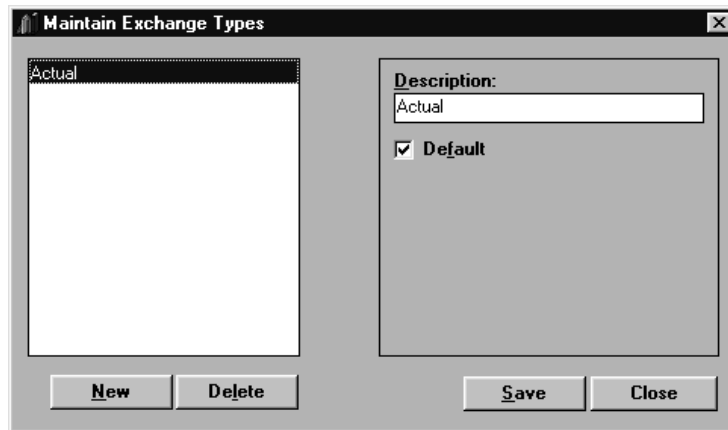 Maintain Exchange Types
Actual
Description:
Actual
Default
New
Delete
Save
Close